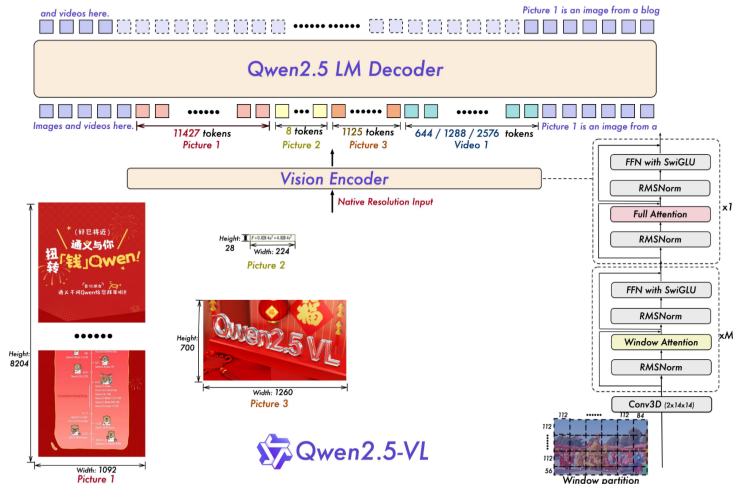 and videos here.
Picture 1 is an image from a blog
Qwen2.5 LM Decoder
Images and videos here.
11427 tokens
Picture 1
8 tokens
Picture 2
1125 tokens
Picture 3
644 / 1288 / 2576 tokens
Video 1
Picture 1 is an image from a
Vision Encoder
Native Resolution Input
FFN with SwiGLU
RMSNorm
Full Attention
RMSNorm
x1
FFN with SwiGLU
RMSNorm
Window Attention
RMSNorm
xM
Conv3D (2x14x14)
112
112
84
112
112
56
Window partition
Height:
28
Width: 224
Picture 2
Height:
700
Qwen2.5 VL
福
Width: 1260
Picture 3
Height:
8204
(好已将近)
通义与你
扭转「钱」Qwen!
Width: 1092
Picture 1
Qwen2.5-VL